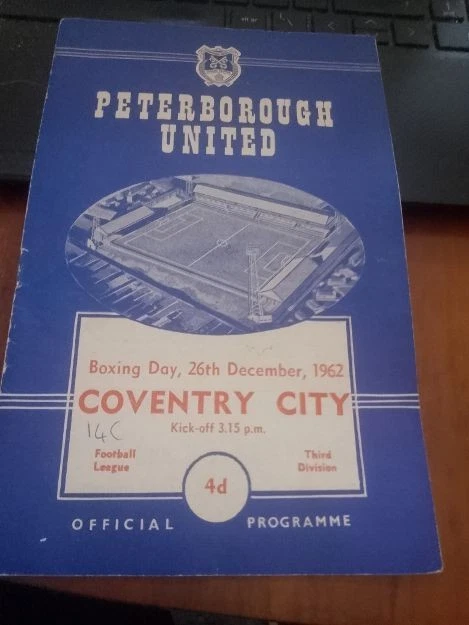 PETERBOROUGH
UNITED
Boxing Day, 26th December, 1962
COVENTRY CITY
14C
Kick-off 3.15 p.m.
Football
League
Third
Division
4d
OFFICIAL PROGRAMME